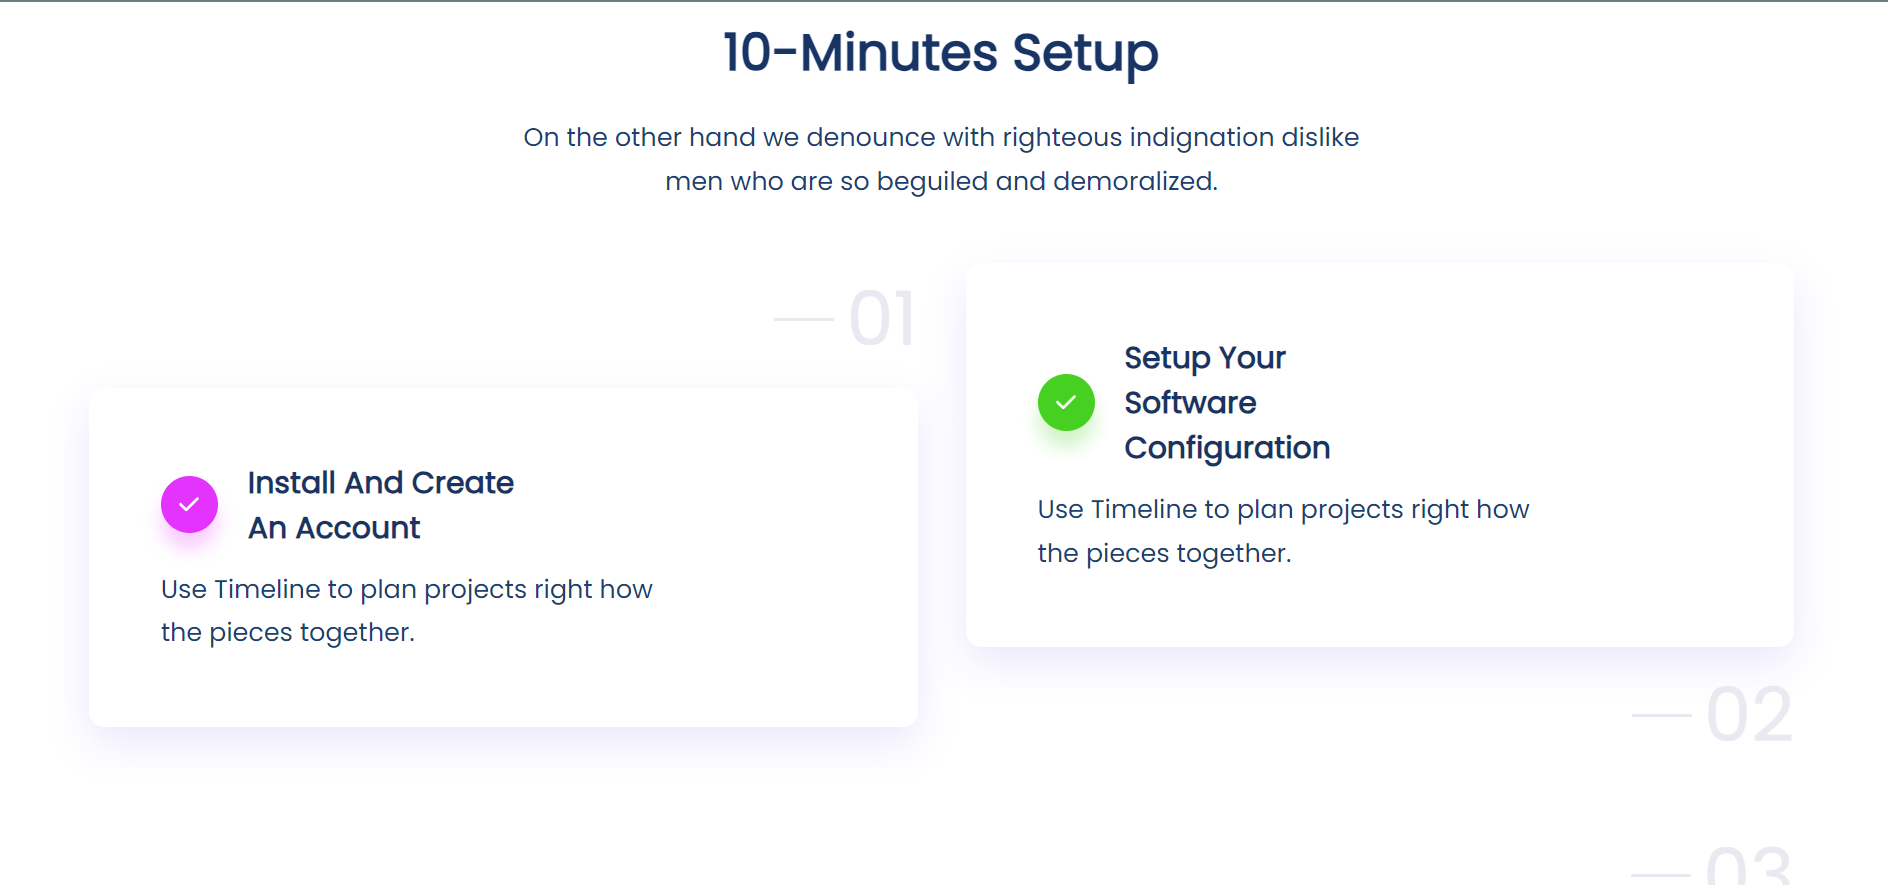 10-Minutes Setup
On the other hand we denounce with righteous indignation dislike
men who are so beguiled and demoralized.
01
Install And Create
An Account
Use Timeline to plan projects right how
the pieces together.
Setup Your
Software
Configuration
Use Timeline to plan projects right how
the pieces together.
02
03